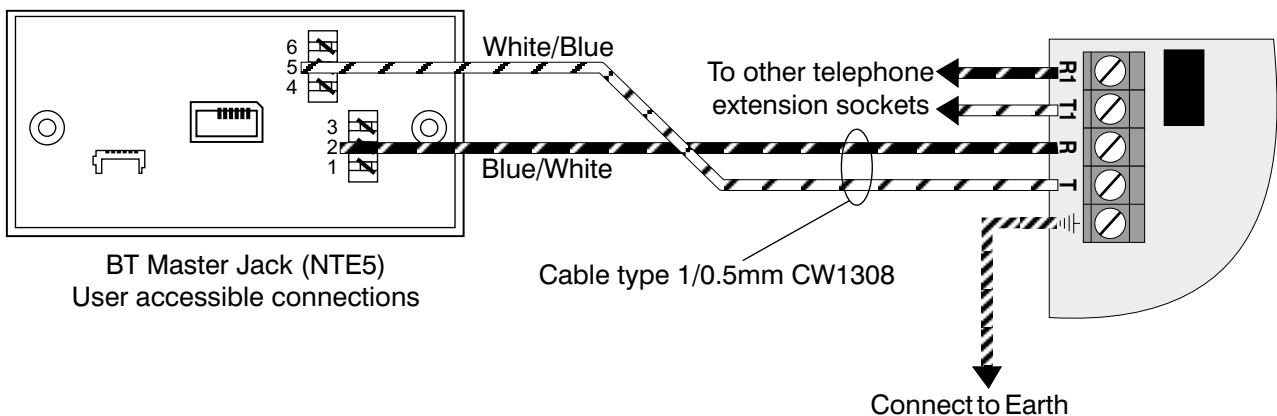 6
5
4
3
2
1
White/Blue
Blue/White
BT Master Jack (NTE5)
User accessible connections
To other telephone
extension sockets
Cable type 1/0.5mm CW1308
R1
T1
R
T
Connect to Earth